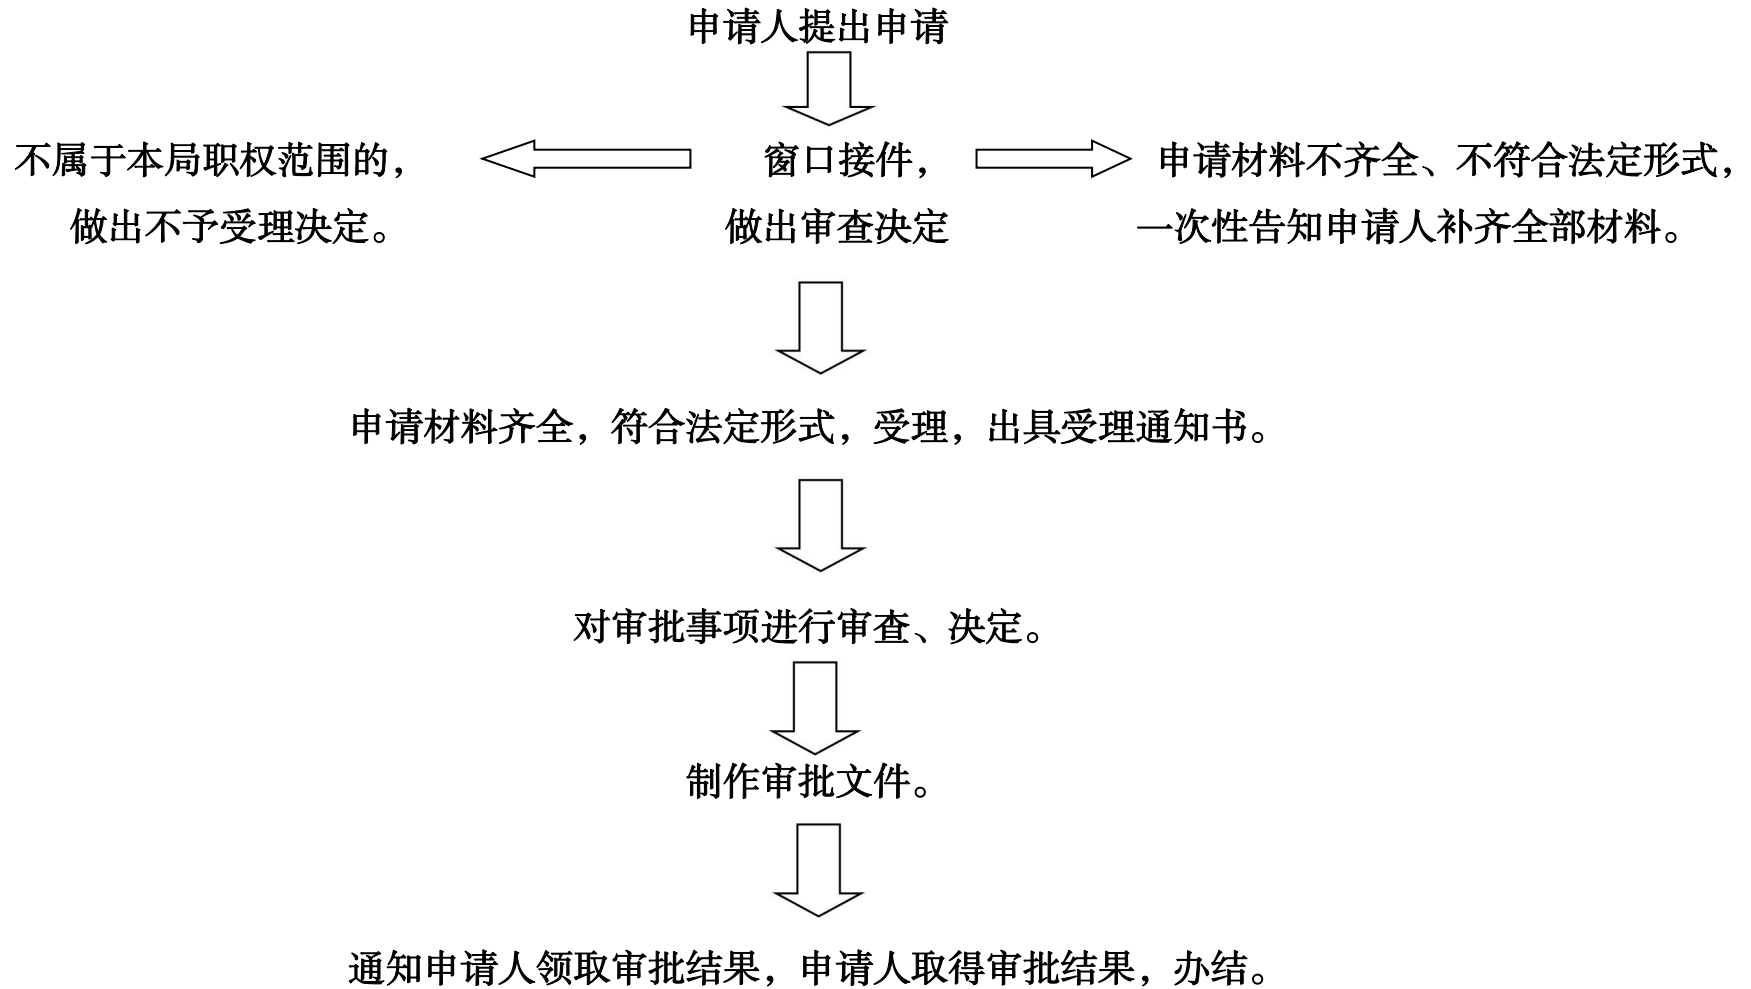 申请人提出申请
不属于本局职权范围的，
做出不予受理决定。
窗口接件，
做出审查决定
申请材料不齐全、不符合法定形式，
一次性告知申请人补齐全部材料。
申请材料齐全，符合法定形式，受理，出具受理通知书。
对审批事项进行审查、决定。
制作审批文件。
通知申请人领取审批结果，申请人取得审批结果，办结。